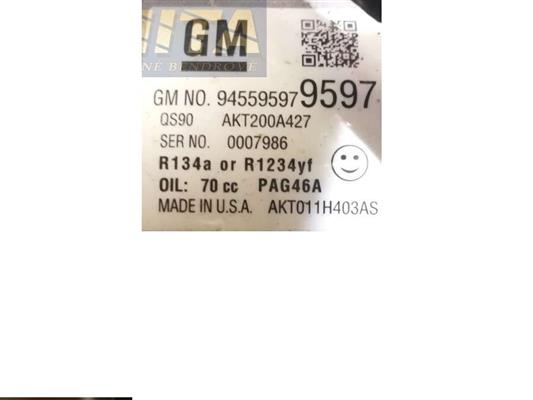 GM
GM NO. 94559597 9597
QS90 AKT200A427
SER NO. 0007986
R134a or R1234yf
OIL: 70 cc PAG46A
MADE IN U.S.A. AKT011H403AS